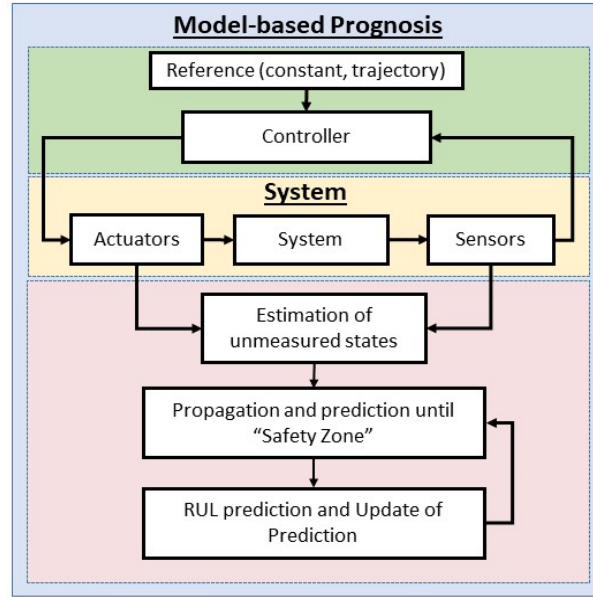 Model-based Prognosis
Reference (constant, trajectory)
Controller
System
Actuators
System
Sensors
Estimation of
unmeasured states
Propagation and prediction until
“Safety Zone”
RUL prediction and Update of
Prediction